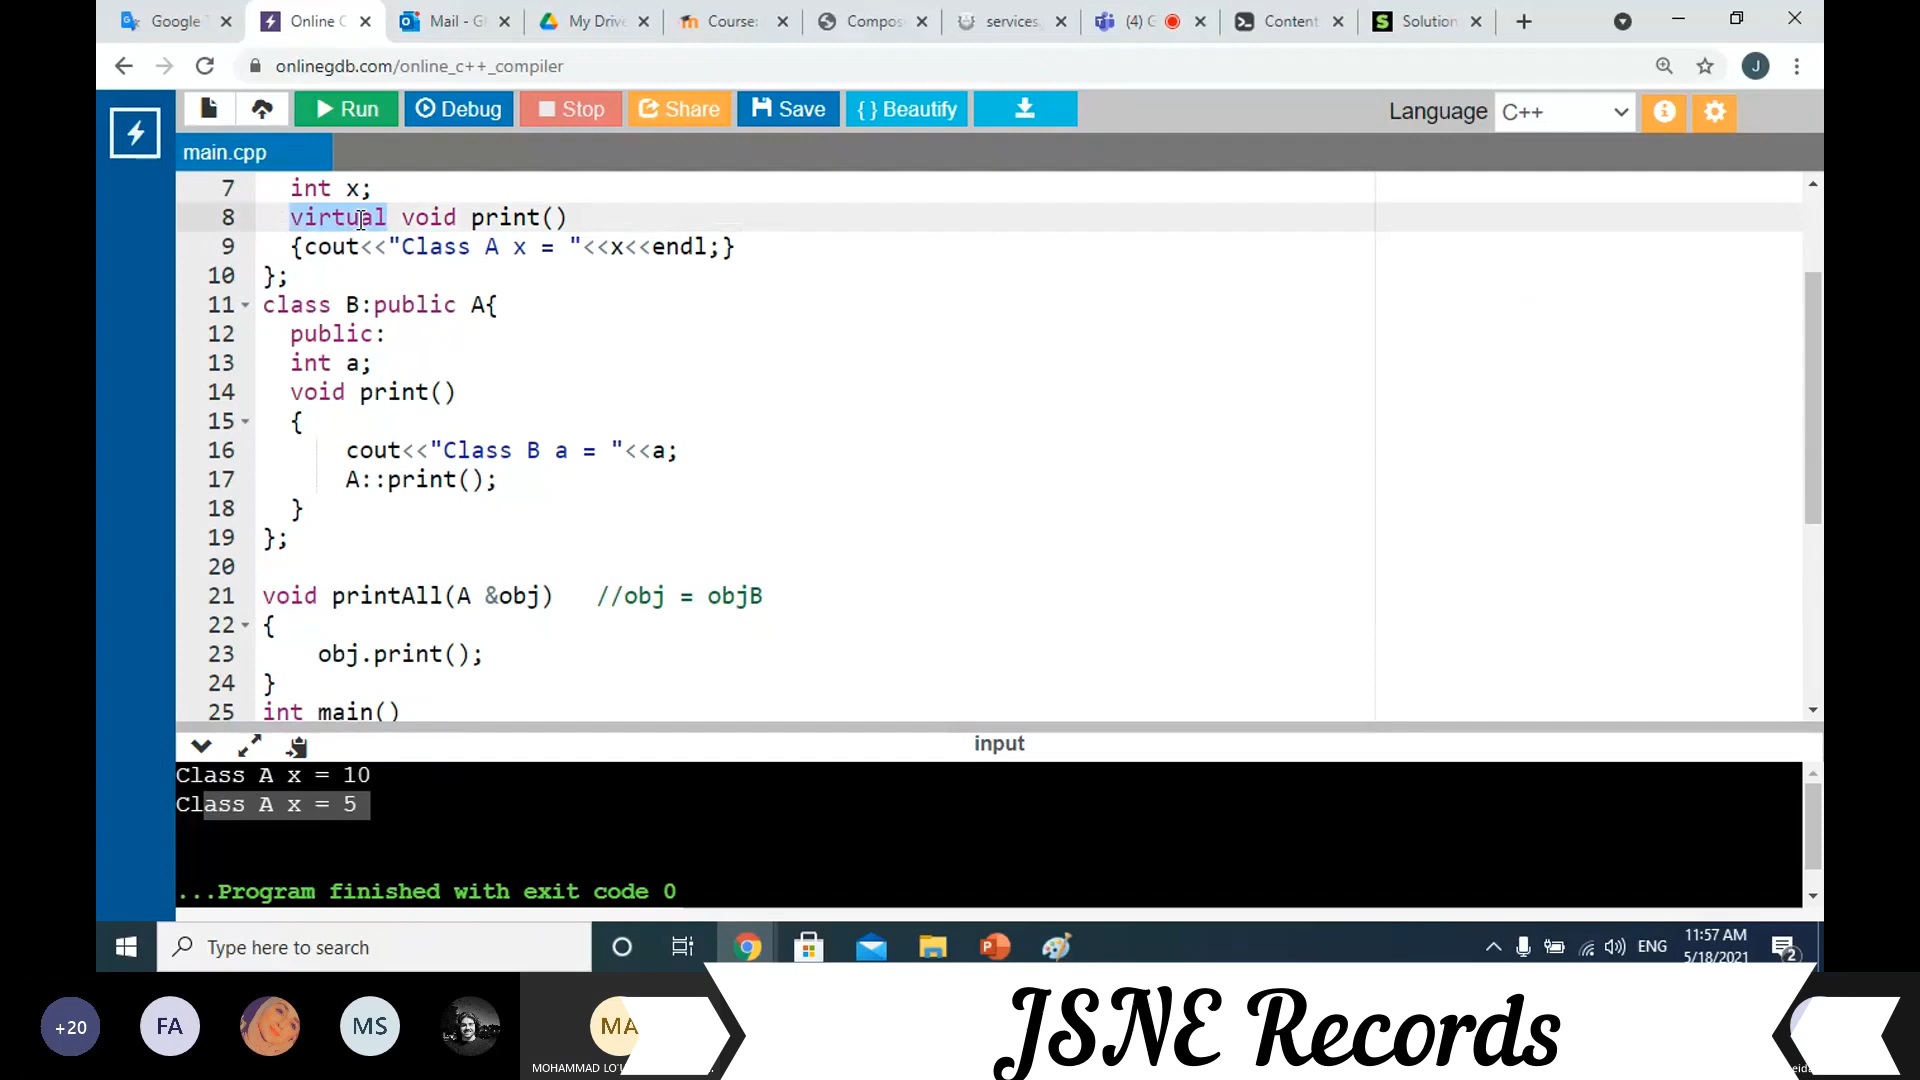 Google T
Online C
Mail - Gh
My Drive
Course:
Compos
services.
(4) G
Content
Solution
onlinegdb.com/online_c++_compiler
J
Run
Debug
Stop
Share
Save
{ } Beautify
Language C++
main.cpp
7 int x;
8 virtual void print()
9 {cout<<"Class A x = "<<x<<endl;}
10 };
11 class B:public A{
12 public:
13 int a;
14 void print()
15 {
16 cout<<"Class B a = "<<a;
17 A::print();
18 }
19 };
20
21 void printAll(A &obj) //obj = objB
22 {
23 obj.print();
24 }
25 int main()
input
Class A x = 10
Class A x = 5
...Program finished with exit code 0
Type here to search
ENG
11:57 AM
5/18/2021
2
+20
FA
MS
MA
MOHAMMAD
JSNE Records